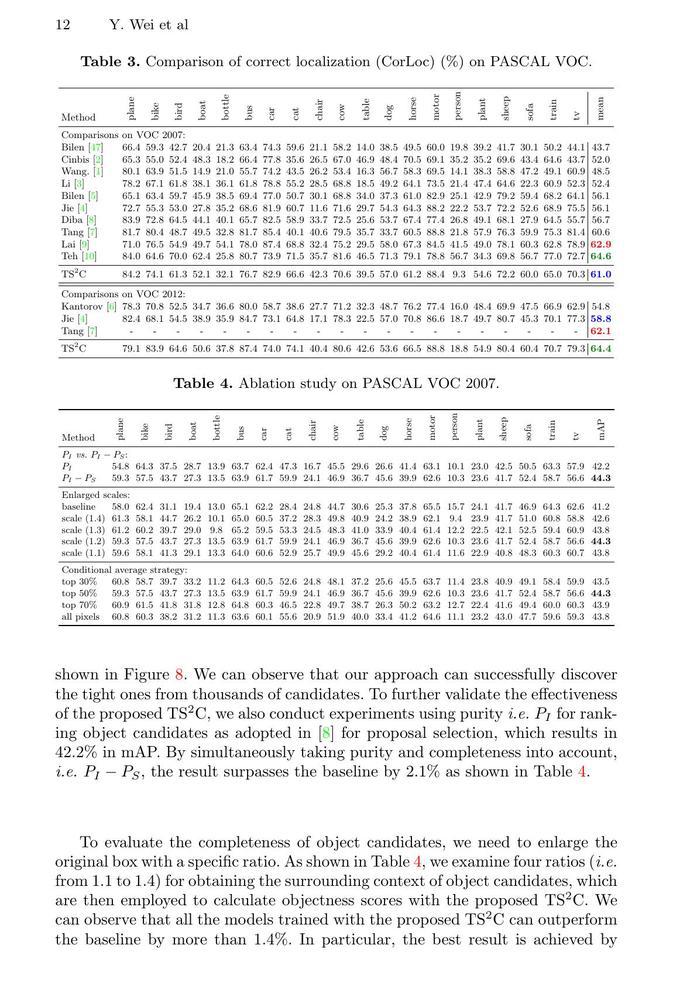 12 Y. Wei et al
Table 3. Comparison of correct localization (CorLoc) (%) on PASCAL VOC.
Method plane bike bird boat bottle bus car cat chair cow table dog horse motor person plant sheep sofa train tv mean
Comparisons on VOC 2007:
Bilen [47] 66.4 59.3 42.7 20.4 21.3 63.4 74.3 59.6 21.1 58.2 14.0 38.5 49.5 60.0 19.8 39.2 41.7 30.1 50.2 44.1 43.7
Cinbis [2] 65.3 55.0 52.4 48.3 18.2 66.4 77.8 35.6 26.5 67.0 46.9 48.4 70.5 69.1 35.2 35.2 69.6 43.4 64.6 43.7 52.0
Wang. [1] 80.1 63.9 51.5 14.9 21.0 55.7 74.2 43.5 26.2 53.4 16.3 56.7 58.3 69.5 14.1 38.3 58.8 47.2 49.1 60.9 48.5
Li [3] 78.2 67.1 61.8 38.1 36.1 61.8 78.8 55.2 28.5 68.8 18.5 49.2 64.1 73.5 21.4 47.4 64.6 22.3 60.9 52.3 52.4
Bilen [5] 65.1 63.4 59.7 45.9 38.5 69.4 77.0 50.7 30.1 68.8 34.0 37.3 61.0 82.9 25.1 42.9 79.2 59.4 68.2 64.1 56.1
Jie [4] 72.7 55.3 53.0 27.8 35.2 68.6 81.9 60.7 11.6 71.6 29.7 54.3 64.3 88.2 22.2 53.7 72.2 52.6 68.9 75.5 56.1
Diba [8] 83.9 72.8 64.5 44.1 40.1 65.7 82.5 58.9 33.7 72.5 25.6 53.7 67.4 77.4 26.8 49.1 68.1 27.9 64.5 55.7 56.7
Tang [7] 81.7 80.4 48.7 49.5 32.8 81.7 85.4 40.1 40.6 79.5 35.7 33.7 60.5 88.8 21.8 57.9 76.3 59.9 75.3 81.4 60.6
Lai [9] 71.0 76.5 54.9 49.7 54.1 78.0 87.4 68.8 32.4 75.2 29.5 58.0 67.3 84.5 41.5 49.0 78.1 60.3 62.8 78.9 62.9
Teh [10] 84.0 64.6 70.0 62.4 25.8 80.7 73.9 71.5 35.7 81.6 46.5 71.3 79.1 78.8 56.7 34.3 69.8 56.7 77.0 72.7 64.6
TS²C 84.2 74.1 61.3 52.1 32.1 76.7 82.9 66.6 42.3 70.6 39.5 57.0 61.2 88.4 9.3 54.6 72.2 60.0 65.0 70.3 61.0
Comparisons on VOC 2012:
Kantorov [6] 78.3 70.8 52.5 34.7 36.6 80.0 58.7 38.6 27.7 71.2 32.3 48.7 76.2 77.4 16.0 48.4 69.9 47.5 66.9 62.9 54.8
Jie [4] 82.4 68.1 54.5 38.9 35.9 84.7 73.1 64.8 17.1 78.3 22.5 57.0 70.8 86.6 18.7 49.7 80.7 45.3 70.1 77.3 58.8
Tang [7] - - - - - - - - - - - - - - - - - - - - 62.1
TS²C 79.1 83.9 64.6 50.6 37.8 87.4 74.0 74.1 40.4 80.6 42.6 53.6 66.5 88.8 18.8 54.9 80.4 60.4 70.7 79.3 64.4
Table 4. Ablation study on PASCAL VOC 2007.
Method plane bike bird boat bottle bus car cat chair cow table dog horse motor person plant sheep sofa train tv mAP
P_I vs. P_I − P_S:
P_I 54.8 64.3 37.5 28.7 13.9 63.7 62.4 47.3 16.7 45.5 29.6 26.6 41.4 63.1 10.1 23.0 42.5 50.5 63.3 57.9 42.2
P_I − P_S 59.3 57.5 43.7 27.3 13.5 63.9 61.7 59.9 24.1 46.9 36.7 45.6 39.9 62.6 10.3 23.6 41.7 52.4 58.7 56.6 44.3
Enlarged scales:
baseline 58.0 62.4 31.1 19.4 13.0 65.1 62.2 28.4 24.8 44.7 30.6 25.3 37.8 65.5 15.7 24.1 41.7 46.9 64.3 62.6 41.2
scale (1.4) 61.3 58.1 44.7 26.2 10.1 65.0 60.5 37.2 28.3 49.8 40.9 24.2 38.9 62.1 9.4 23.9 41.7 51.0 60.8 58.8 42.6
scale (1.3) 61.2 60.2 39.7 29.0 9.8 65.2 59.5 53.3 24.5 48.3 41.0 33.9 40.4 61.4 12.2 22.5 42.1 52.5 59.4 60.9 43.8
scale (1.2) 59.3 57.5 43.7 27.3 13.5 63.9 61.7 59.9 24.1 46.9 36.7 45.6 39.9 62.6 10.3 23.6 41.7 52.4 58.7 56.6 44.3
scale (1.1) 59.6 58.1 41.3 29.1 13.3 64.0 60.6 52.9 25.7 49.9 45.6 29.2 40.4 61.4 11.6 22.9 40.8 48.3 60.3 60.7 43.8
Conditional average strategy:
top 30% 60.8 58.7 39.7 33.2 11.2 64.3 60.5 52.6 24.8 48.1 37.2 25.6 45.5 63.7 11.4 23.8 40.9 49.1 58.4 59.9 43.5
top 50% 59.3 57.5 43.7 27.3 13.5 63.9 61.7 59.9 24.1 46.9 36.7 45.6 39.9 62.6 10.3 23.6 41.7 52.4 58.7 56.6 44.3
top 70% 60.9 61.5 41.8 31.8 12.8 64.8 60.3 46.5 22.8 49.7 38.7 26.3 50.2 63.2 12.7 22.4 41.6 49.4 60.0 60.3 43.9
all pixels 60.8 60.3 38.2 31.2 11.3 63.6 60.1 55.6 20.9 51.9 40.0 33.4 41.2 64.6 11.1 23.2 43.0 47.7 59.6 59.3 43.8
shown in Figure 8. We can observe that our approach can successfully discover
the tight ones from thousands of candidates. To further validate the effectiveness
of the proposed TS²C, we also conduct experiments using purity i.e. P_I for rank-
ing object candidates as adopted in [8] for proposal selection, which results in
42.2% in mAP. By simultaneously taking purity and completeness into account,
i.e. P_I − P_S, the result surpasses the baseline by 2.1% as shown in Table 4.
To evaluate the completeness of object candidates, we need to enlarge the
original box with a specific ratio. As shown in Table 4, we examine four ratios (i.e.
from 1.1 to 1.4) for obtaining the surrounding context of object candidates, which
are then employed to calculate objectness scores with the proposed TS²C. We
can observe that all the models trained with the proposed TS²C can outperform
the baseline by more than 1.4%. In particular, the best result is achieved by